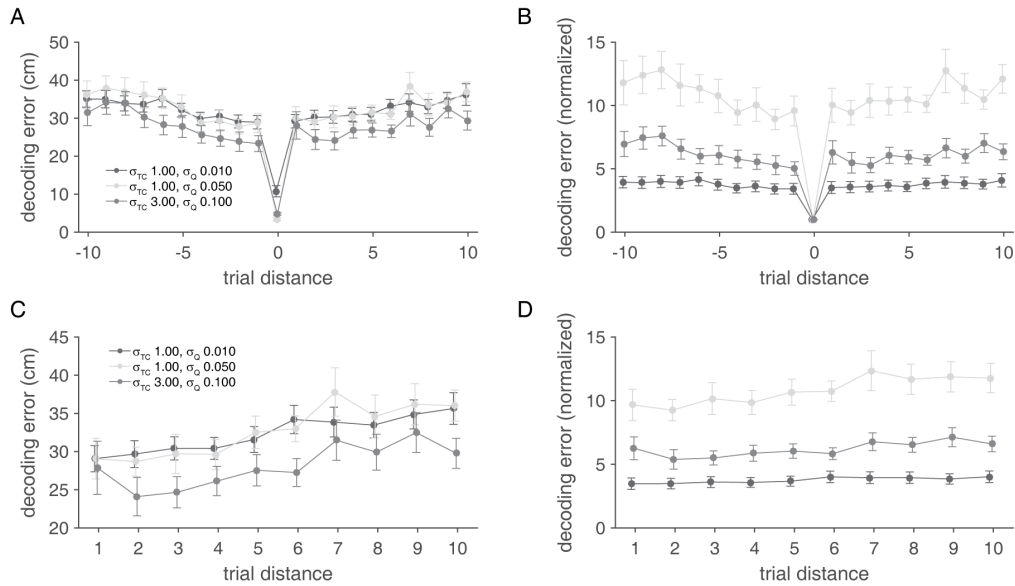 A
decoding error (cm)
50
40
30
20
10
0
σTC 1.00, σQ 0.010
σTC 1.00, σQ 0.050
σTC 3.00, σQ 0.100
-10
-5
0
5
10
trial distance
B
decoding error (normalized)
15
10
5
0
-10
-5
0
5
10
trial distance
C
decoding error (cm)
45
40
35
30
25
20
σTC 1.00, σQ 0.010
σTC 1.00, σQ 0.050
σTC 3.00, σQ 0.100
1 2 3 4 5 6 7 8 9 10
trial distance
D
decoding error (normalized)
15
10
5
0
1 2 3 4 5 6 7 8 9 10
trial distance